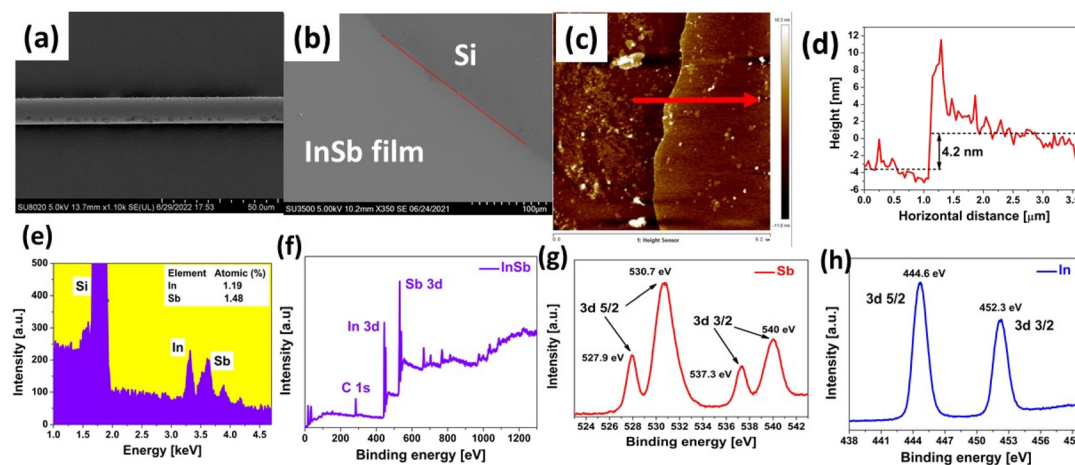 (a)
SU8020 5.0kV 13.7mm x1.10k SE(UL) 6/29/2022 17:53
50.0um
(b)
Si
InSb film
SU3500 5.00kV 10.2mm X350 SE 06/24/2021
100μm
(c)
1: Height Sensor
(d)
Height [nm]
12
10
8
6
4
2
0
-2
-4
-6
4.2 nm
0.0 0.5 1.0 1.5 2.0 2.5 3.0 3.5
Horizontal distance [μm]
(e)
Intensity [a.u]
500
400
300
200
100
0
Si
In
Sb
Element Atomic (%)
In 1.19
Sb 1.48
1.0 1.5 2.0 2.5 3.0 3.5 4.0 4.5
Energy [keV]
(f)
InSb
Intensity [a.u]
Sb 3d
In 3d
C 1s
0 200 400 600 800 1000 1200
Binding energy [eV]
(g)
Sb
Intensity [a.u.]
530.7 eV
3d 5/2
527.9 eV
3d 3/2
540 eV
537.3 eV
524 526 528 530 532 534 536 538 540 542
Binding energy [eV]
(h)
In
Intensity [a.u.]
444.6 eV
3d 5/2
452.3 eV
3d 3/2
438 441 444 447 450 453 456
Binding energy [eV]